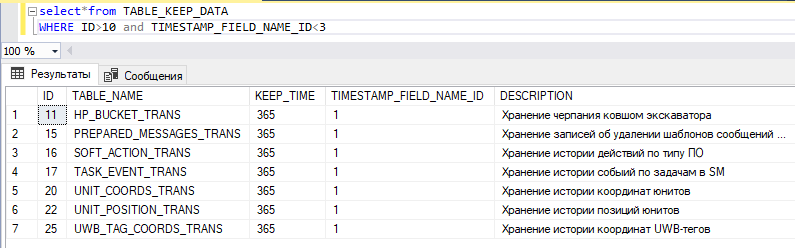 select*from TABLE_KEEP_DATA
WHERE ID>10 and TIMESTAMP_FIELD_NAME_ID<3
100 %
Результаты Сообщения
ID TABLE_NAME KEEP_TIME TIMESTAMP_FIELD_NAME_ID DESCRIPTION
1 11 HP_BUCKET_TRANS 365 1 Хранение черпания ковшом экскаватора
2 15 PREPARED_MESSAGES_TRANS 365 1 Хранение записей об удалении шаблонов сообщений ...
3 16 SOFT_ACTION_TRANS 365 1 Хранение истории действий по типу ПО
4 17 TASK_EVENT_TRANS 365 1 Хранение истории собыий по задачам в SM
5 20 UNIT_COORDS_TRANS 365 1 Хранение истории координат юнитов
6 22 UNIT_POSITION_TRANS 365 1 Хранение истории позиций юнитов
7 25 UWB_TAG_COORDS_TRANS 365 1 Хранение истории координат UWB-тегов